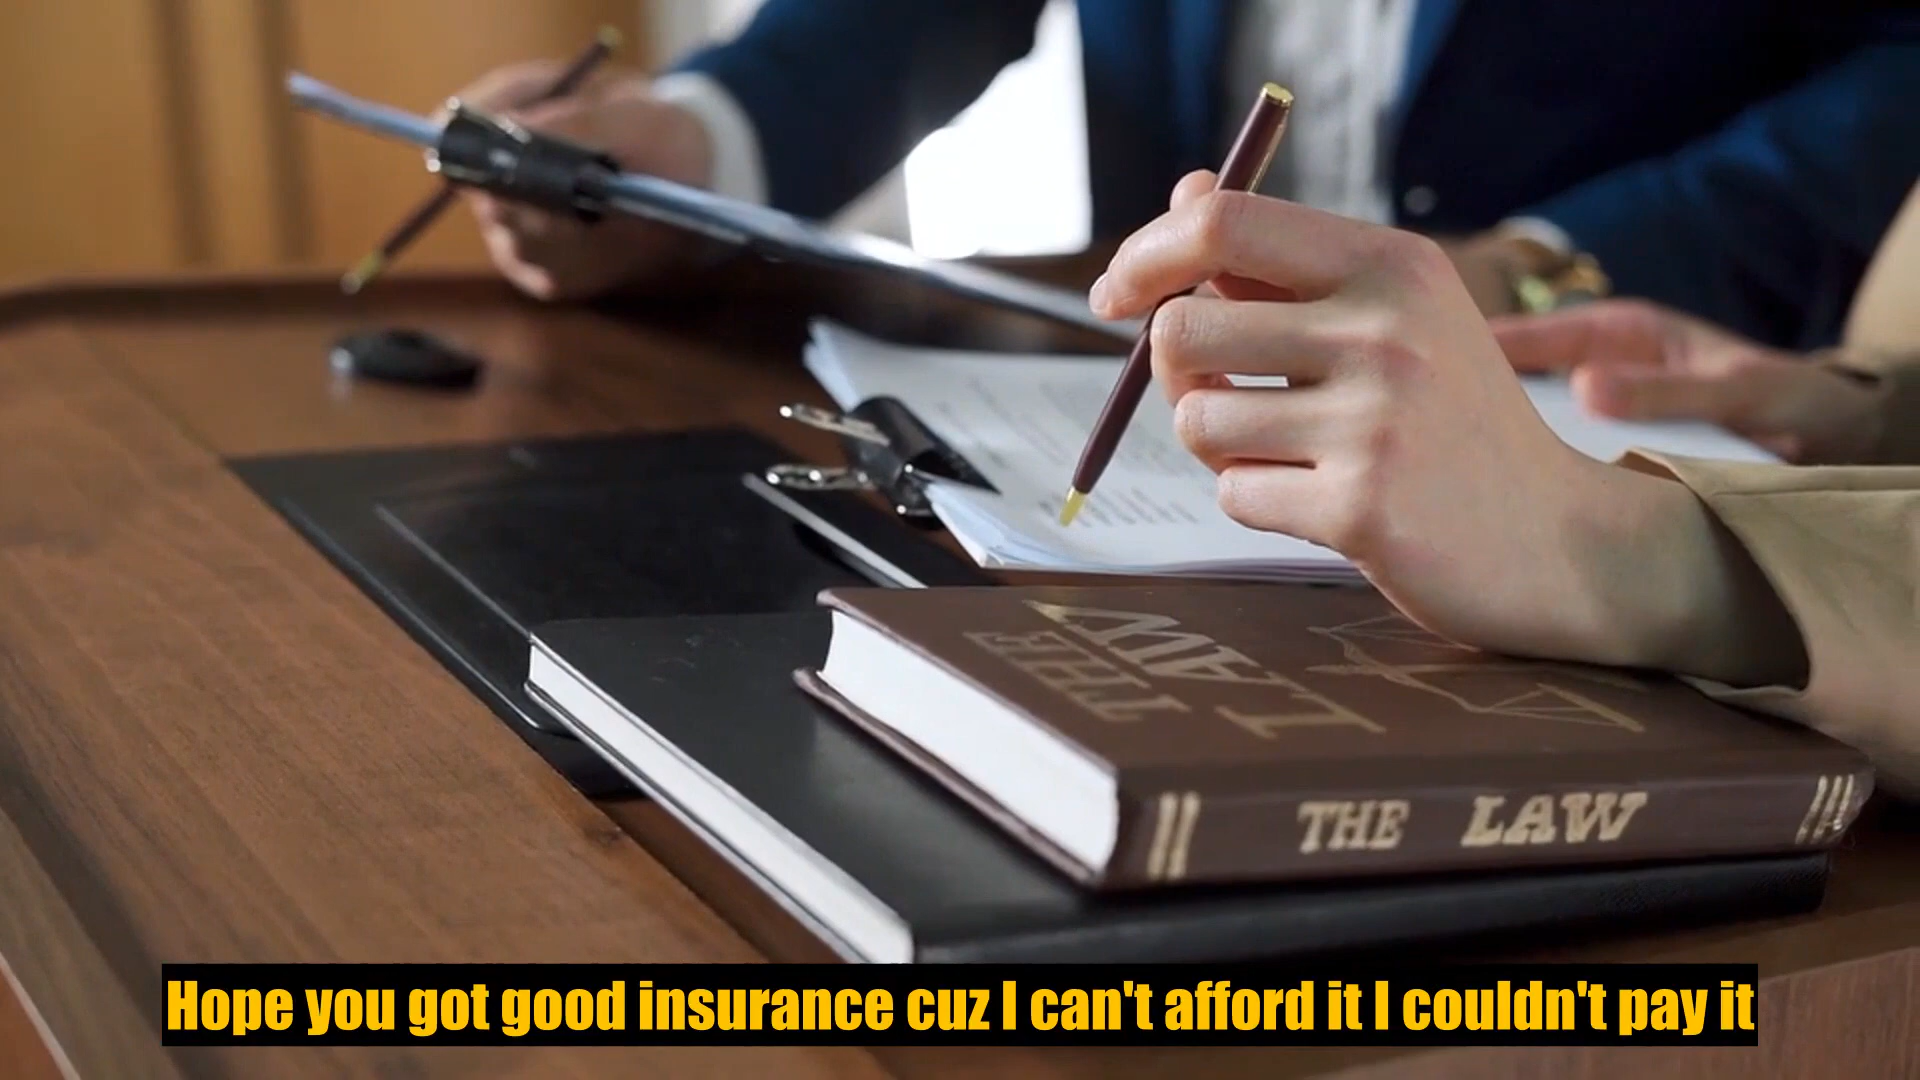 THE
LAW
THE LAW
Hope you got good insurance cuz I can't afford it I couldn't pay it